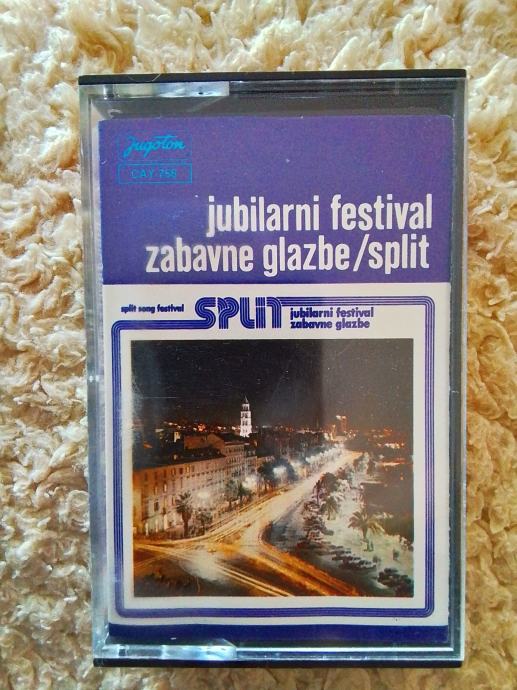 Jugoton
CAY 758
jubilarni festival
zabavne glazbe/split
split song festival
SPLIT
jubilarni festival
zabavne glazbe